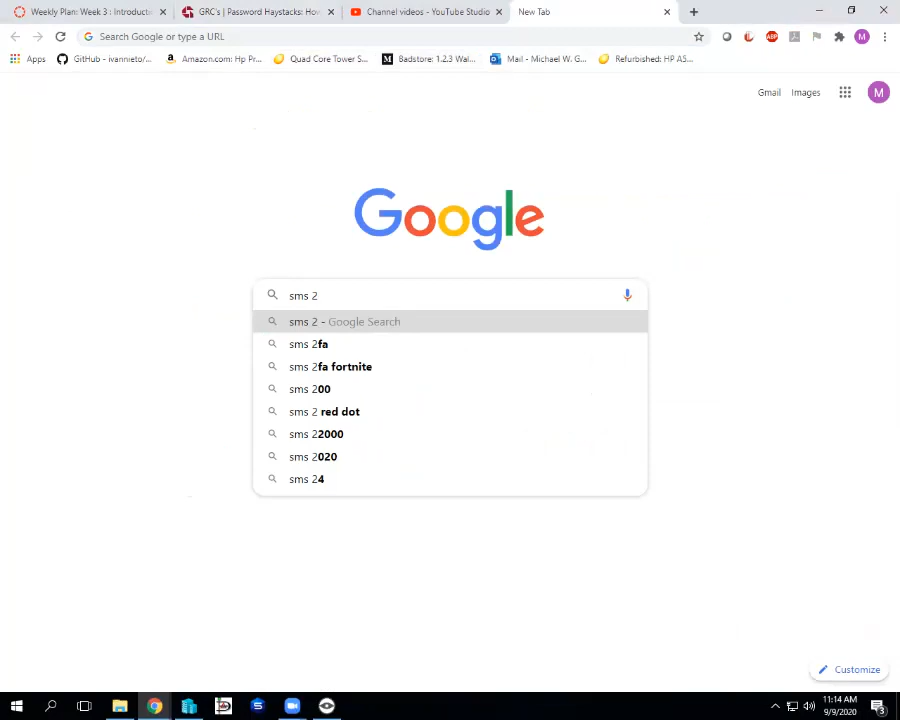 Weekly Plan: Week 3 : Introducti
GRC's | Password Haystacks: How
Channel videos - YouTube Studio
New Tab
Search Google or type a URL
M
Apps
GitHub - ivannieto/...
Amazon.com: Hp Pr...
Quad Core Tower S...
Badstore: 1.2.3 Wal...
Mail - Michael W. G...
Refurbished: HP AS...
Gmail
Images
M
Google
sms 2
sms 2 - Google Search
sms 2fa
sms 2fa fortnite
sms 200
sms 2 red dot
sms 22000
sms 2020
sms 24
Customize
11:14 AM
9/9/2020
3